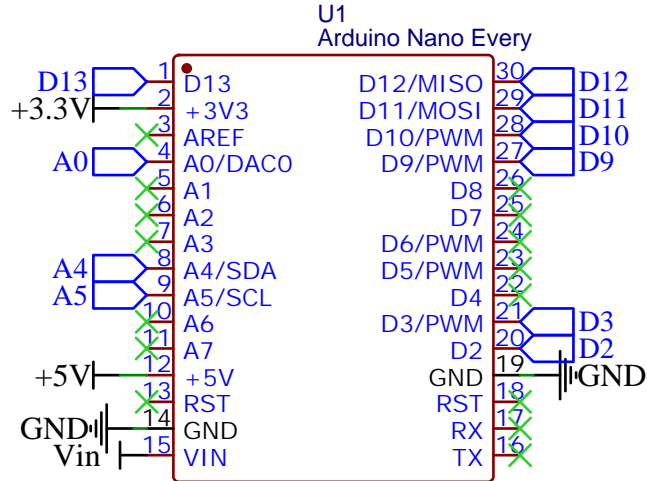 U1
Arduino Nano Every
D13 1 D13 D12/MISO 30 D12
+3.3V 2 +3V3 D11/MOSI 29 D11
3 AREF D10/PWM 28 D10
A0 4 A0/DAC0 D9/PWM 27 D9
5 A1 D8 26
6 A2 D7 25
7 A3 D6/PWM 24
A4 8 A4/SDA D5/PWM 23
A5 9 A5/SCL D4 22
10 A6 D3/PWM 21 D3
11 A7 D2 20 D2
+5V 12 +5V GND 19 GND
13 RST RST 18
GND 14 GND RX 17
Vin 15 VIN TX 16